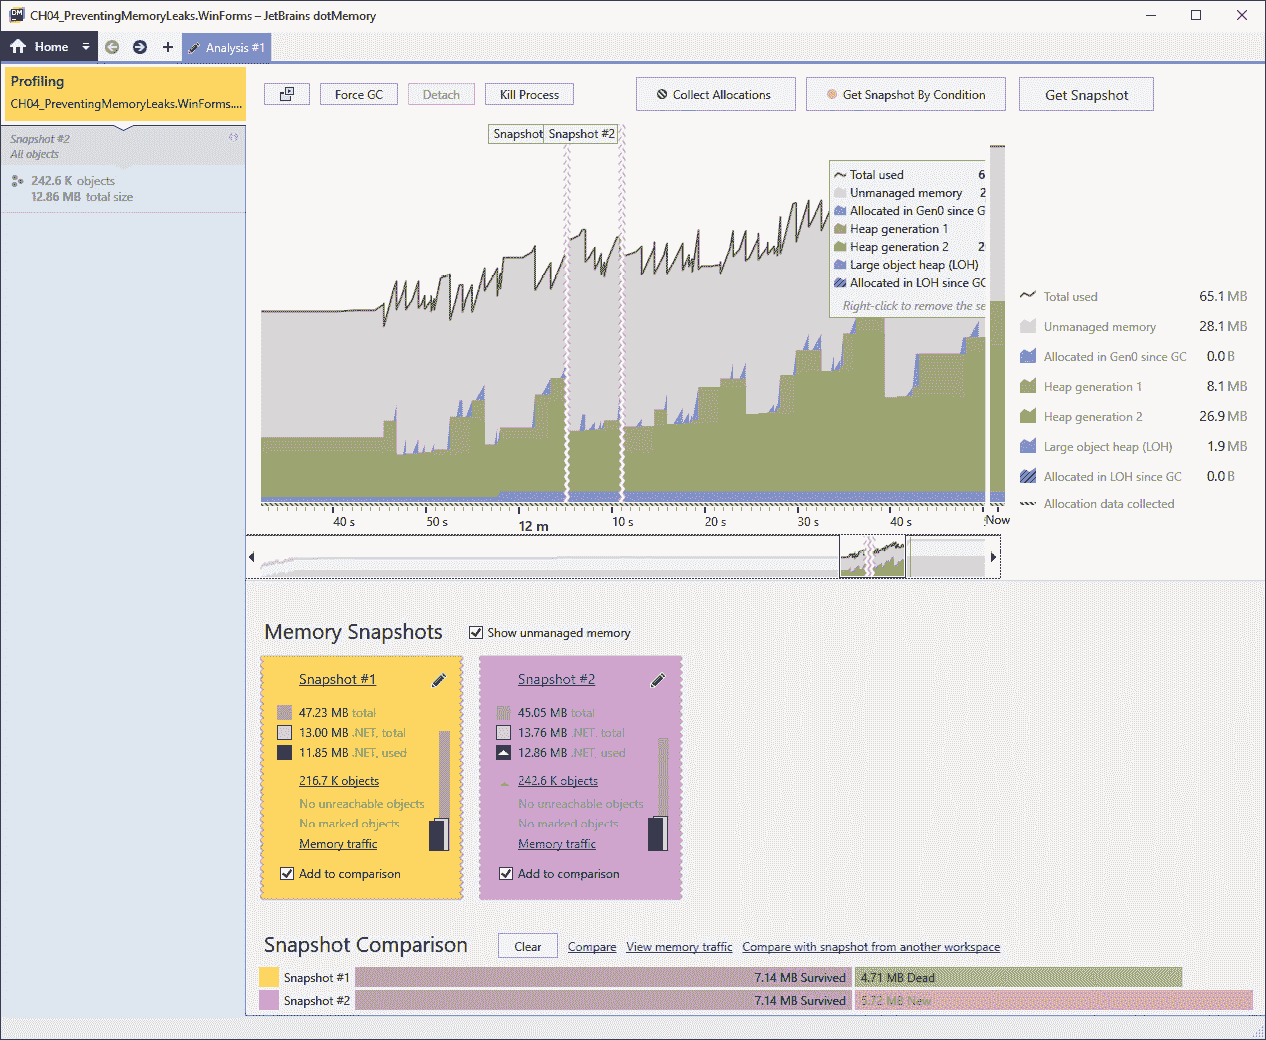 CH04_PreventingMemoryLeaks.WinForms – JetBrains dotMemory
Home
Analysis #1
Profiling
CH04_PreventingMemoryLeaks.WinForms....
Snapshot #2
All objects
242.6 K objects
12.86 MB total size
Force GC
Detach
Kill Process
Collect Allocations
Get Snapshot By Condition
Get Snapshot
Snapshot
Snapshot #2
Total used 6
Unmanaged memory 2
Allocated in Gen0 since G
Heap generation 1
Heap generation 2 2
Large object heap (LOH)
Allocated in LOH since GC
Right-click to remove the se
Total used 65.1 MB
Unmanaged memory 28.1 MB
Allocated in Gen0 since GC 0.0 B
Heap generation 1 8.1 MB
Heap generation 2 26.9 MB
Large object heap (LOH) 1.9 MB
Allocated in LOH since GC 0.0 B
Allocation data collected
40 s 50 s 12 m 10 s 20 s 30 s 40 s Now
Memory Snapshots
Show unmanaged memory
Snapshot #1
47.23 MB total
13.00 MB .NET, total
11.85 MB .NET, used
216.7 K objects
No unreachable objects
No marked objects
Memory traffic
Add to comparison
Snapshot #2
45.05 MB total
13.76 MB .NET, total
12.86 MB .NET, used
242.6 K objects
No unreachable objects
No marked objects
Memory traffic
Add to comparison
Snapshot Comparison
Clear
Compare
View memory traffic
Compare with snapshot from another workspace
Snapshot #1 7.14 MB Survived 4.71 MB Dead
Snapshot #2 7.14 MB Survived 5.72 MB New